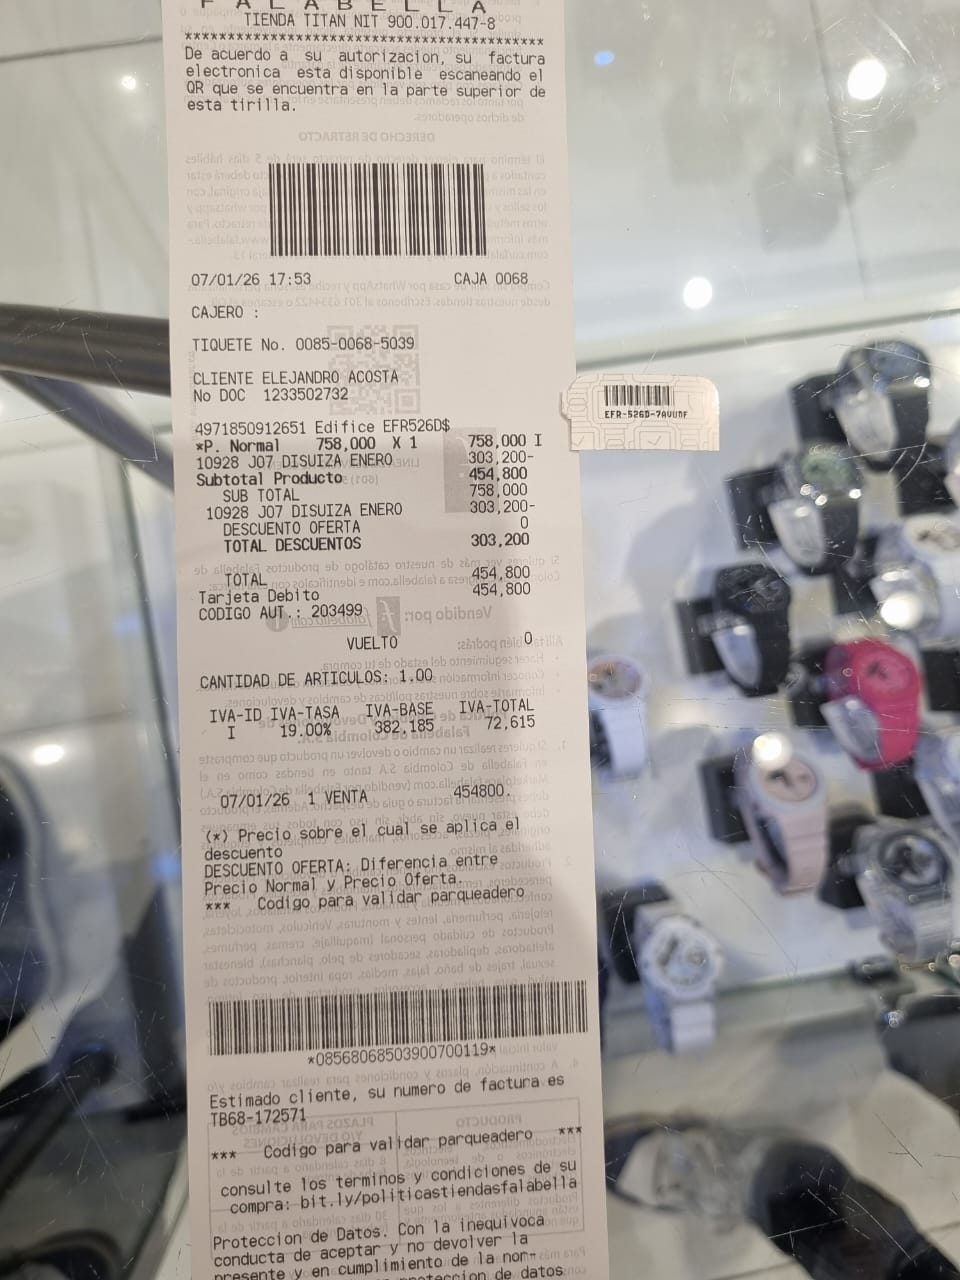 FALABELLA
TIENDA TITAN NIT 900.017.447-8
******************************************
De acuerdo a su autorizacion, su factura
electronica esta disponible escaneando el
QR que se encuentra en la parte superior de
esta tirilla.
07/01/26 17:53 CAJA 0068
CAJERO :
TIQUETE No. 0085-0068-5039
CLIENTE ELEJANDRO ACOSTA
No DOC 1233502732
4971850912651 Edifice EFR526D$
*P. Normal 758,000 X 1 758,000 I
10928 J07 DISUIZA ENERO 303,200-
Subtotal Producto 454,800
SUB TOTAL 758,000
10928 J07 DISUIZA ENERO 303,200-
DESCUENTO OFERTA 0
TOTAL DESCUENTOS 303,200
TOTAL 454,800
Tarjeta Debito 454,800
CODIGO AUT.: 203499
VUELTO 0
CANTIDAD DE ARTICULOS: 1.00
IVA-ID IVA-TASA IVA-BASE IVA-TOTAL
I 19.00% 382,185 72,615
07/01/26 1 VENTA 454800.
(*) Precio sobre el cual se aplica el
descuento
DESCUENTO OFERTA: Diferencia entre
Precio Normal y Precio Oferta.
*** Codigo para validar parqueadero
*08568068503900700119*
Estimado cliente, su numero de factura es
TB68-172571
*** Codigo para validar parqueadero ***
consulte los terminos y condiciones de su
compra: bit.ly/politicastiendasfalabella
Proteccion de Datos. Con la inequivoca
conducta de aceptar y no devolver la
presente y en cumplimiento de la nor-
proteccion de datos
EFR-526D-7AVUDF